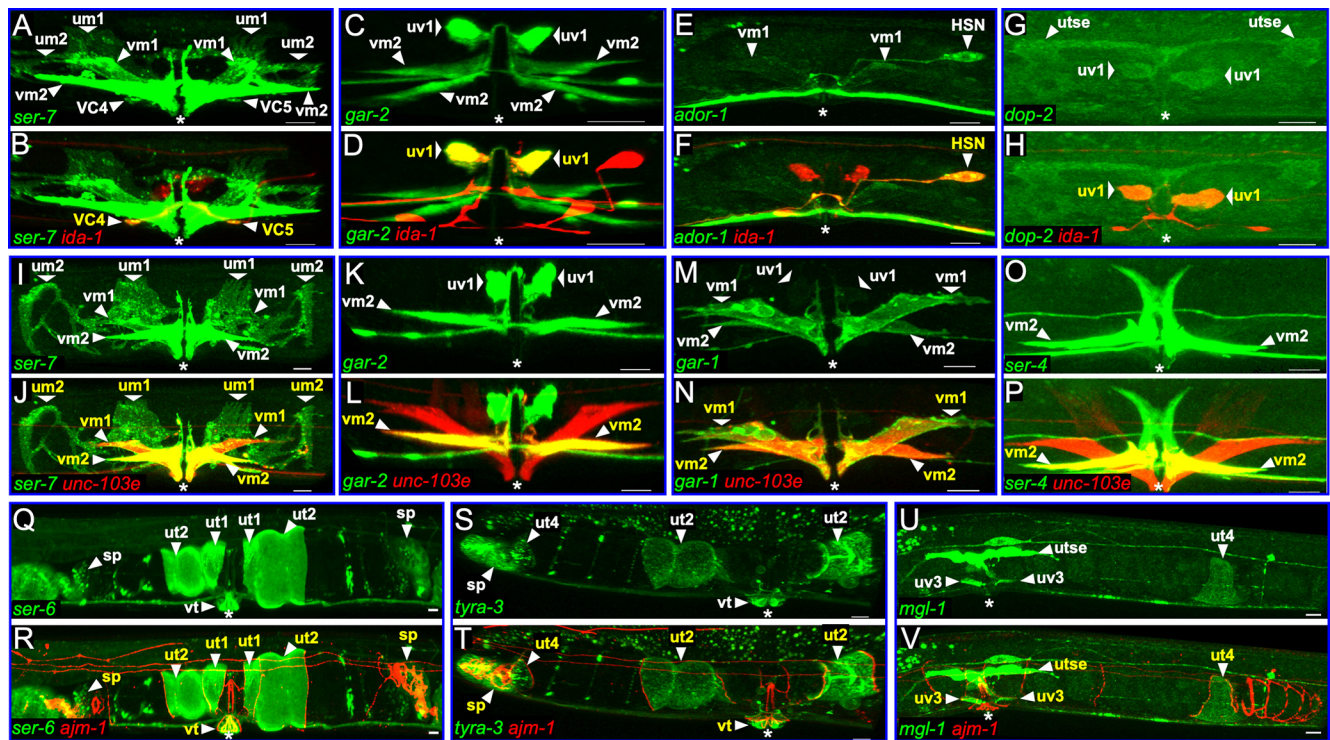 A um1 um1
um2 vm1 vm1 um2
vm2 VC4 VC5 vm2
ser-7 *
B
VC4 VC5
ser-7 ida-1 *
C uv1 uv1
vm2 vm2
vm2 vm2
gar-2 *
D uv1 uv1
gar-2 ida-1 *
E vm1 vm1 HSN
ador-1 *
F HSN
ador-1 ida-1 *
G utse utse
uv1 uv1
dop-2 *
H
uv1 uv1
dop-2 ida-1 *
I um2 um1 um1 um2
vm1 vm1
vm2 vm2
ser-7 *
J um2 um1 um1 um2
vm1 vm1
vm2 vm2
ser-7 unc-103e *
K uv1 uv1
vm2 vm2
gar-2 *
L
vm2 vm2
gar-2 unc-103e *
M uv1 uv1
vm1 vm1
vm2 vm2
gar-1 *
N vm1 vm1
vm2 vm2
gar-1 unc-103e *
O
vm2 vm2
ser-4 *
P
vm2 vm2
ser-4 unc-103e *
Q ut2 ut1 ut1 ut2 sp
sp
vt
ser-6 *
R ut2 ut1 ut1 ut2 sp
sp
vt
ser-6 ajm-1 *
S ut4 ut2 ut2
sp
vt
tyra-3 *
T ut4 ut2 ut2
sp
vt
tyra-3 ajm-1 *
U ut4
utse
uv3 uv3
mgl-1 *
V ut4
utse
uv3 uv3
mgl-1 ajm-1 *